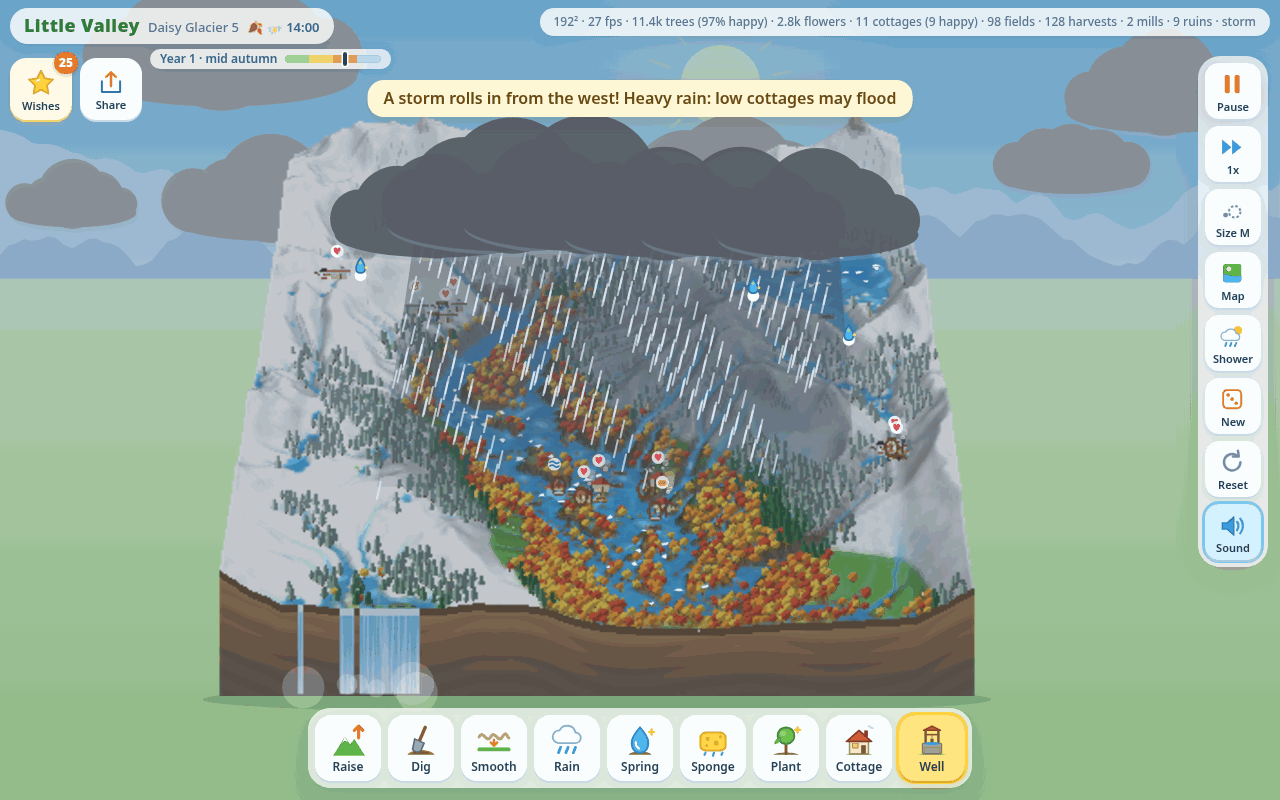 Little Valley Daisy Glacier 5 14:00
192² · 27 fps · 11.4k trees (97% happy) · 2.8k flowers · 11 cottages (9 happy) · 98 fields · 128 harvests · 2 mills · 9 ruins · storm
Year 1 · mid autumn
25
Wishes
Share
A storm rolls in from the west! Heavy rain: low cottages may flood
Pause
1x
Size M
Map
Shower
New
Reset
Sound
Raise
Dig
Smooth
Rain
Spring
Sponge
Plant
Cottage
Well